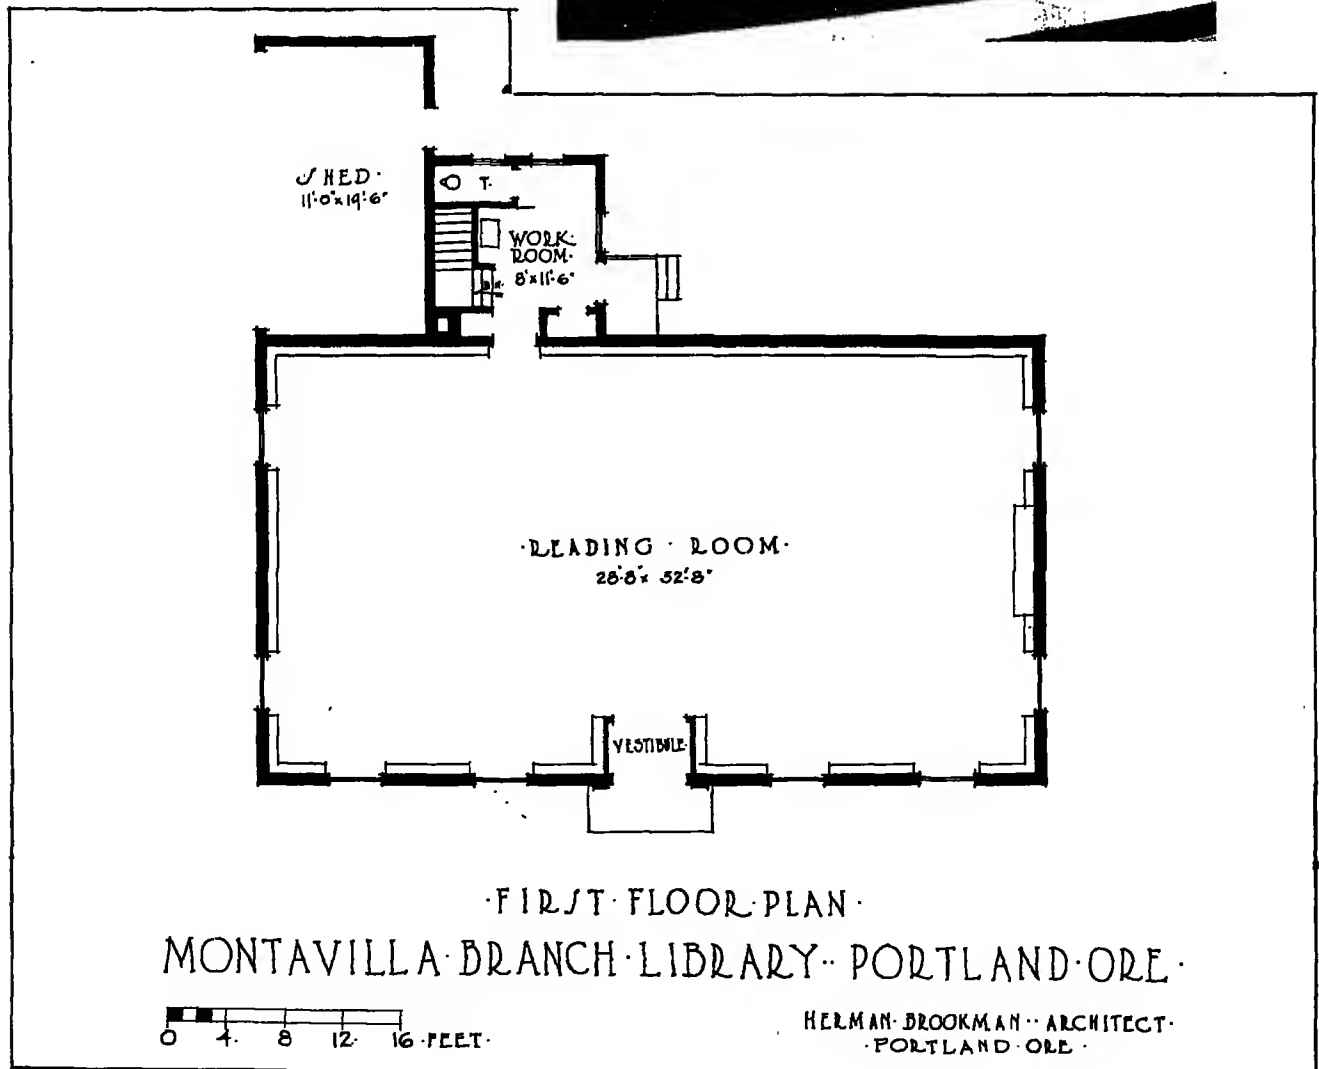 SHED·
11'-0"x19'-6"
T.
WORK·
ROOM·
8'x11'-6"
·READING · ROOM·
28'-8"x 52'-8"
VESTIBULE·
·FIRST·FLOOR·PLAN·
MONTAVILLA·BRANCH·LIBRARY··PORTLAND·ORE·
0 4· 8 12· 16·FEET·
HERMAN·BROOKMAN··ARCHITECT·
·PORTLAND·ORE·